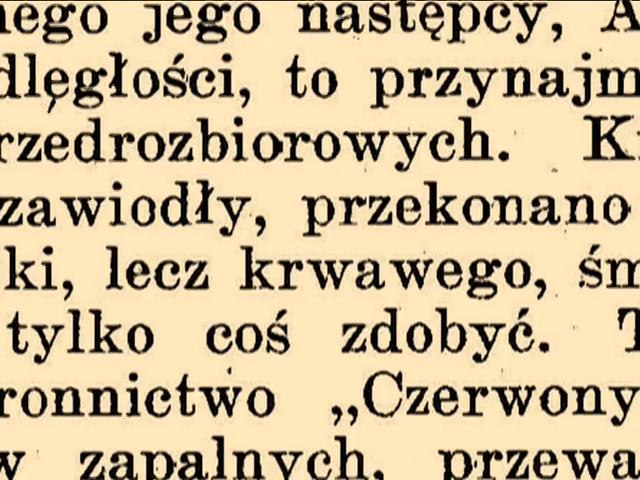 nego jego następcy, A
dległości, to przynajm
rzedrozbiorowych. K
zawiodły, przekonano
ki, lecz krwawego, śm
tylko coś zdobyć. T
ronnictwo „Czerwony
w zapalnych, przewa